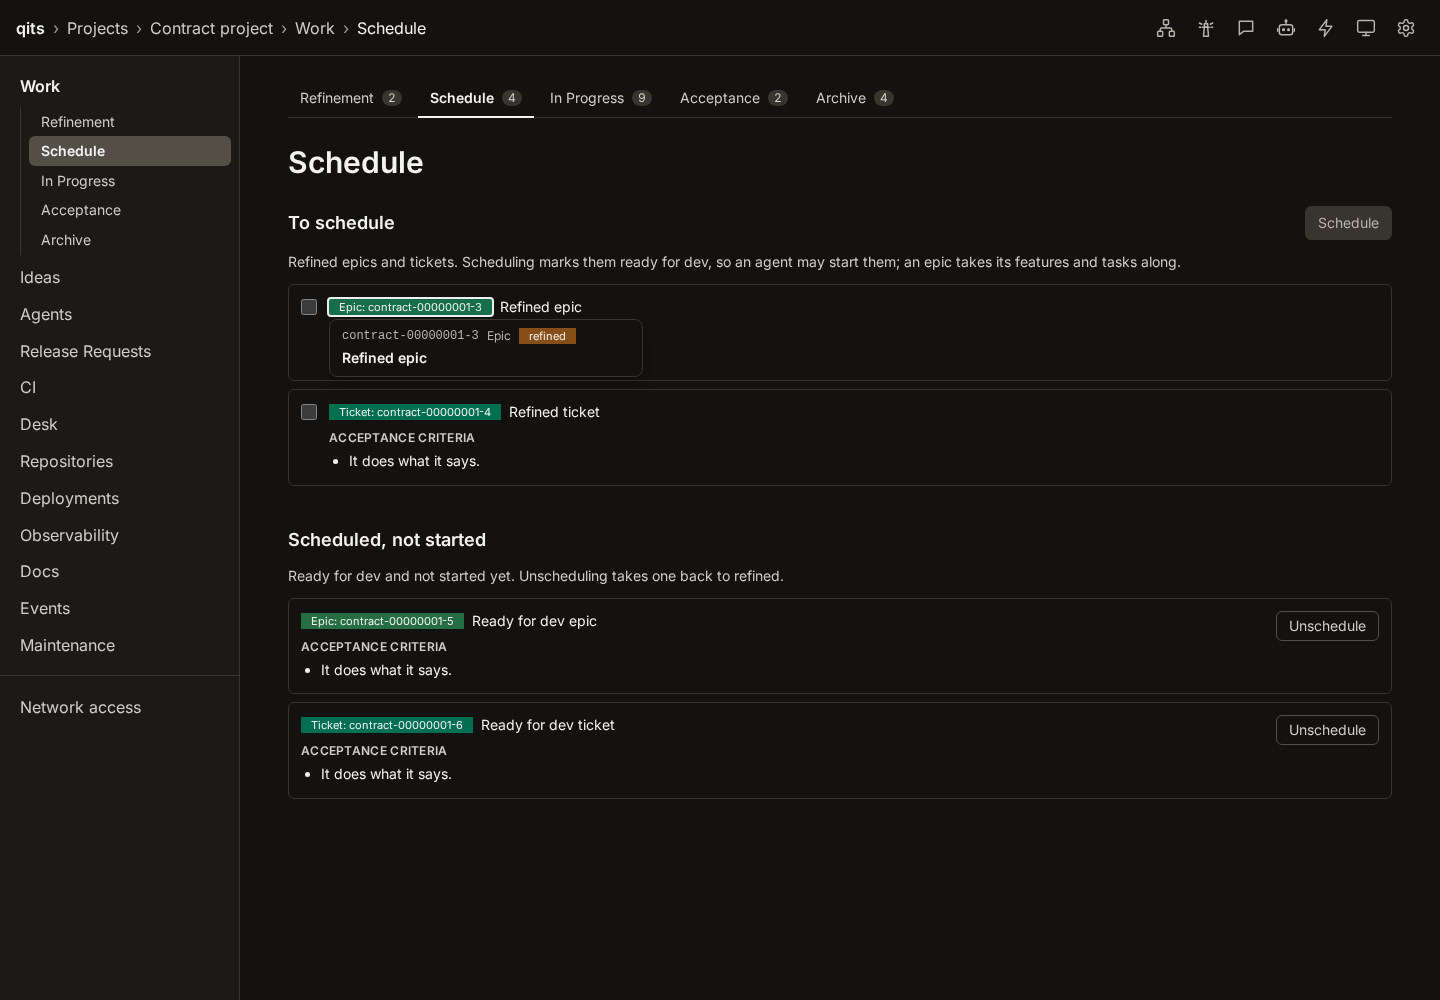 qits › Projects › Contract project › Work › Schedule
Work
Refinement
Schedule
In Progress
Acceptance
Archive
Ideas
Agents
Release Requests
CI
Desk
Repositories
Deployments
Observability
Docs
Events
Maintenance
Network access
Refinement 2 Schedule 4 In Progress 9 Acceptance 2 Archive 4
Schedule
To schedule
Schedule
Refined epics and tickets. Scheduling marks them ready for dev, so an agent may start them; an epic takes its features and tasks along.
Epic: contract-00000001-3 Refined epic
contract-00000001-3 Epic refined
Refined epic
Ticket: contract-00000001-4 Refined ticket
ACCEPTANCE CRITERIA
• It does what it says.
Scheduled, not started
Ready for dev and not started yet. Unscheduling takes one back to refined.
Epic: contract-00000001-5 Ready for dev epic
Unschedule
ACCEPTANCE CRITERIA
• It does what it says.
Ticket: contract-00000001-6 Ready for dev ticket
Unschedule
ACCEPTANCE CRITERIA
• It does what it says.